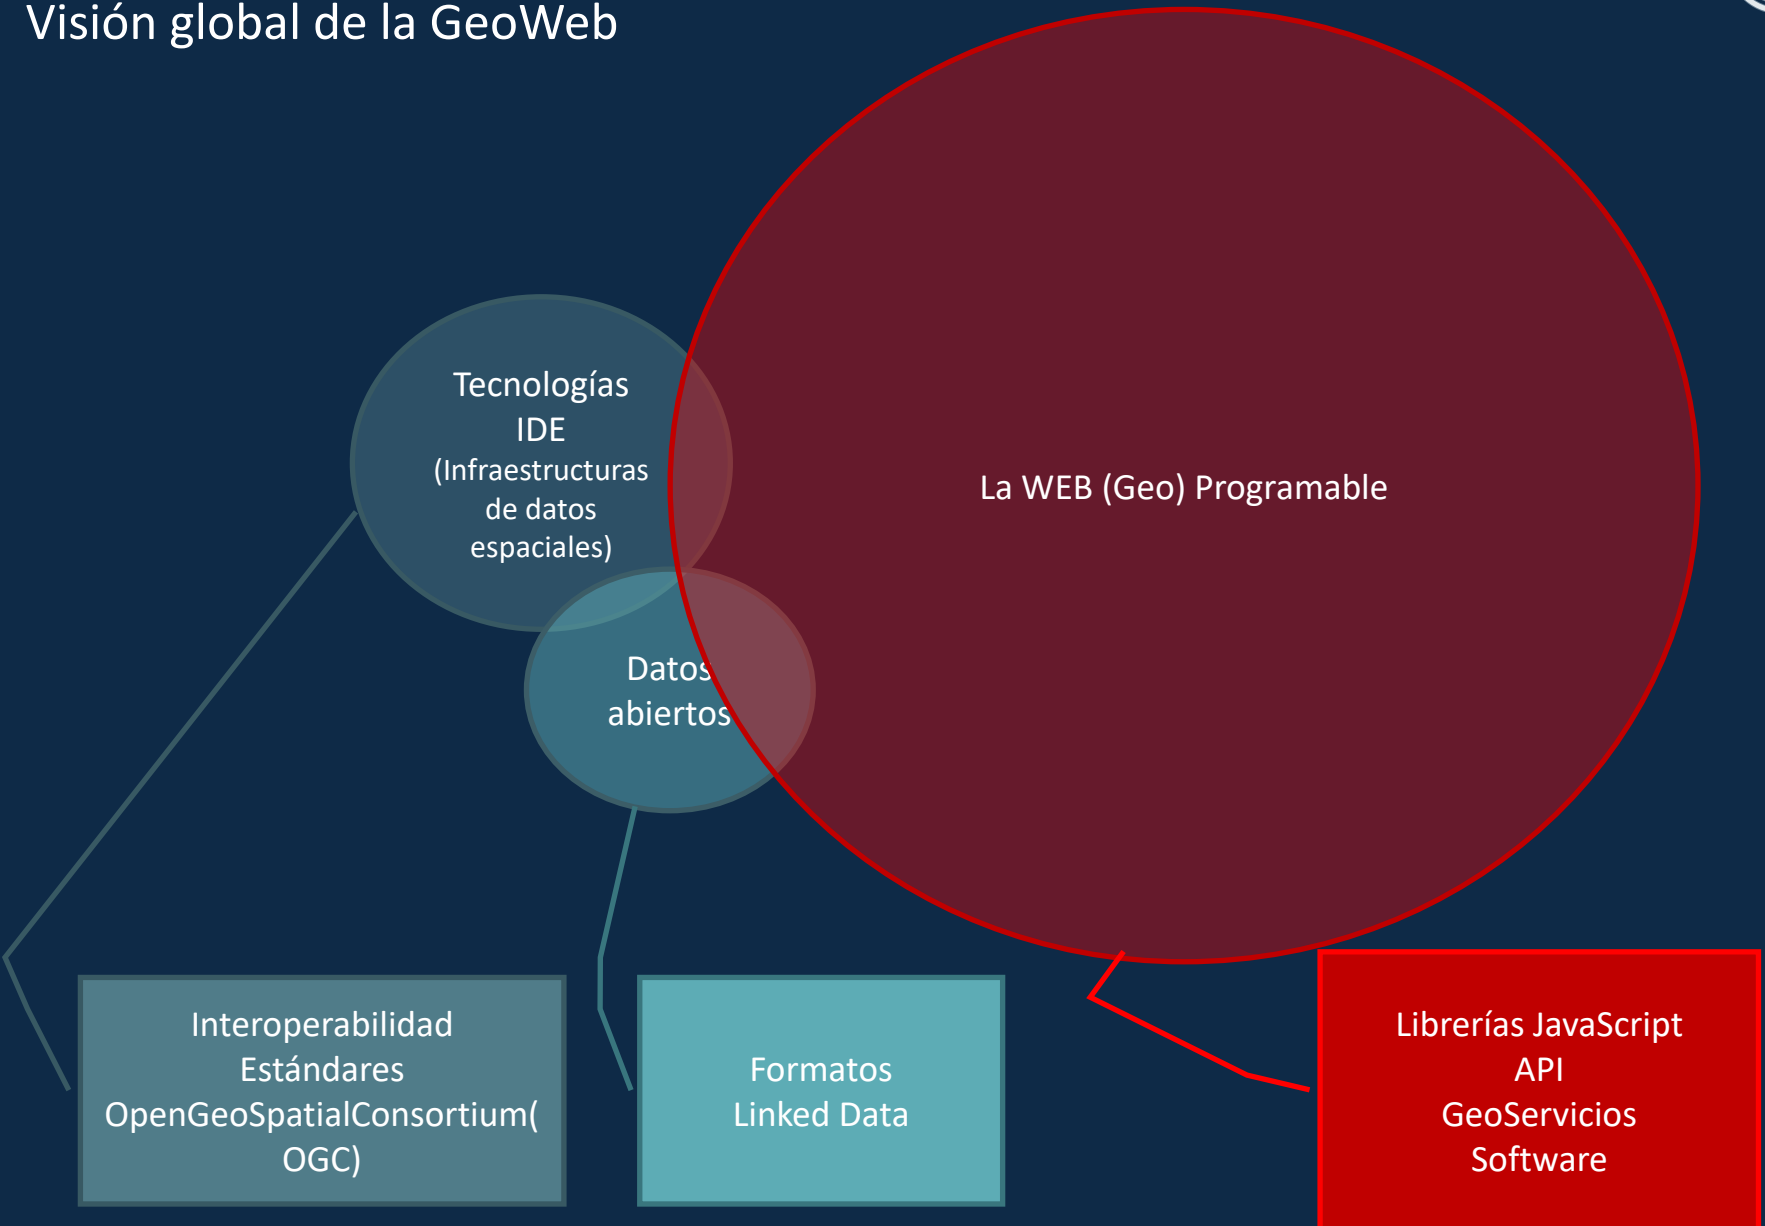 Visión global de la GeoWeb
Tecnologías
IDE
(Infraestructuras
de datos
espaciales)
La WEB (Geo) Programable
Datos
abiertos
Interoperabilidad
Estándares
OpenGeoSpatialConsortium(
OGC)
Formatos
Linked Data
Librerías JavaScript
API
GeoServicios
Software